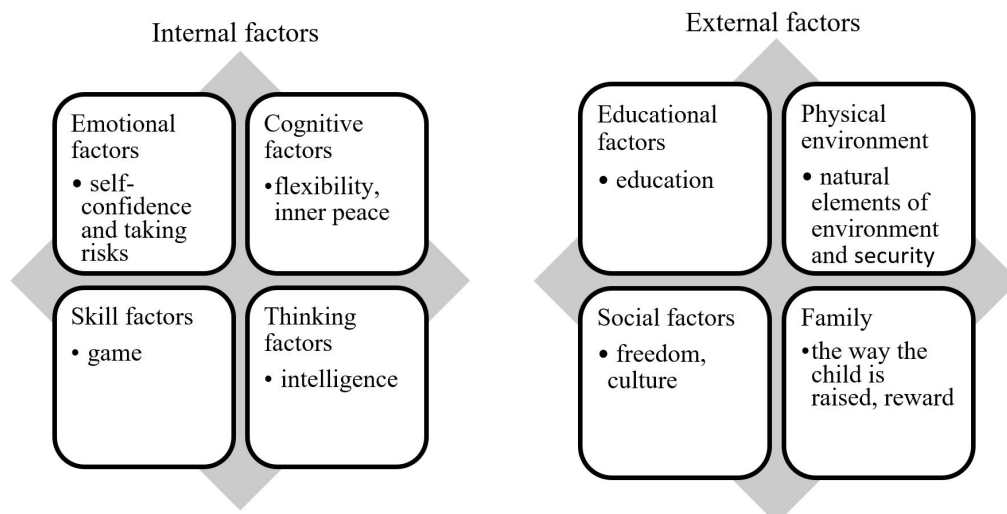 Internal factors
Emotional
factors
• self-
confidence
and taking
risks
Cognitive
factors
•flexibility,
inner peace
Skill factors
• game
Thinking
factors
• intelligence
External factors
Educational
factors
• education
Physical
environment
• natural
elements of
environment
and security
Social factors
• freedom,
culture
Family
•the way the
child is
raised, reward